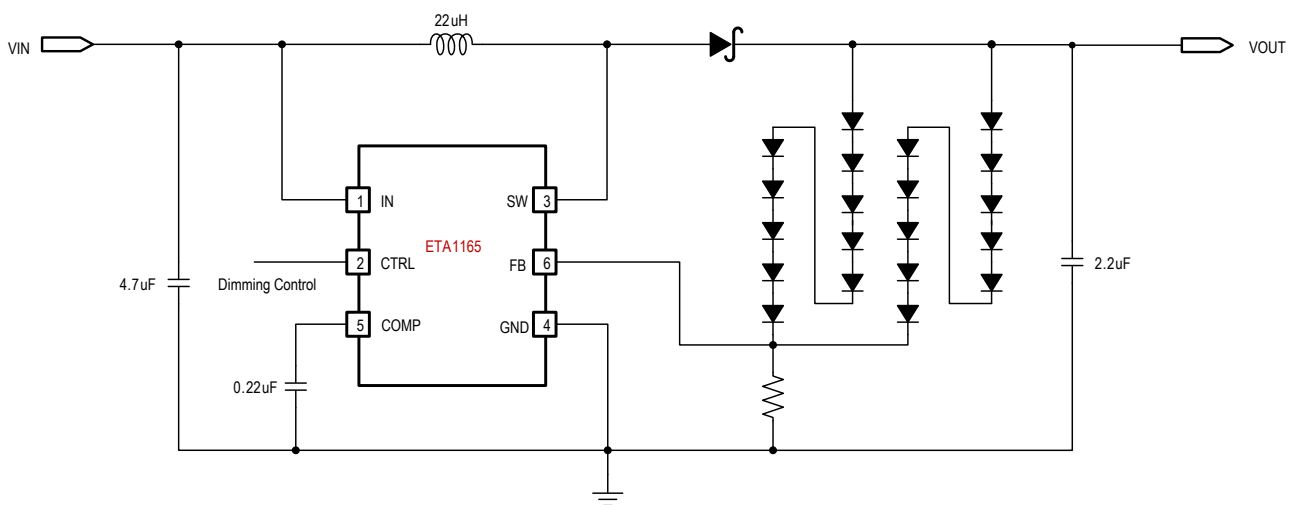 22uH
VIN
VOUT
1 IN
SW 3
ETA1165
2 CTRL
FB 6
4.7uF
Dimming Control
2.2uF
5 COMP
GND 4
0.22uF